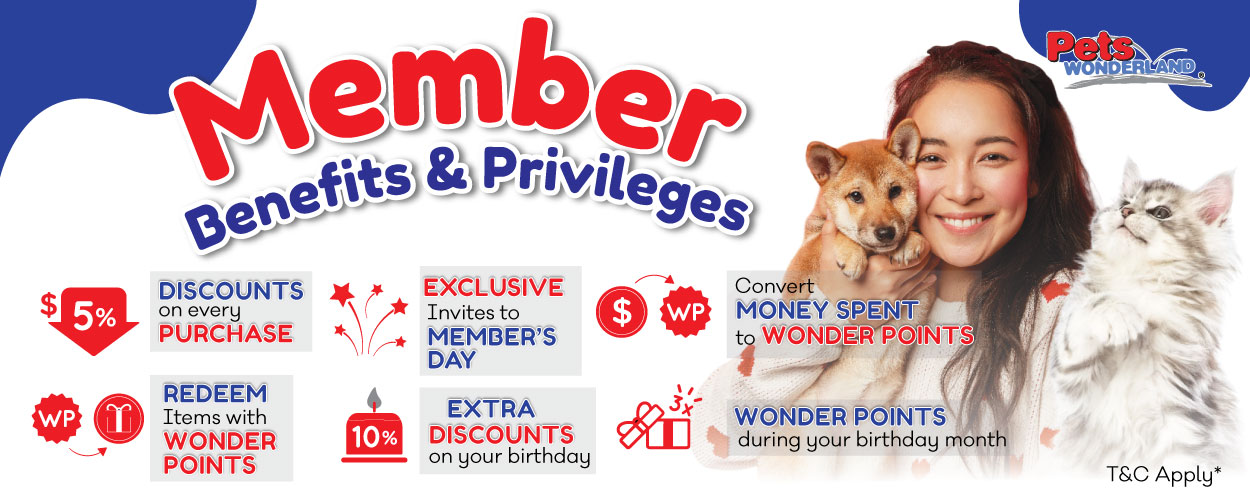 Member
Benefits & Privileges
Pets
WONDERLAND
®
$
5%
DISCOUNTS
on every
PURCHASE
EXCLUSIVE
Invites to
MEMBER'S
DAY
$
WP
Convert
MONEY SPENT
to WONDER POINTS
WP
REDEEM
Items with
WONDER
POINTS
10%
EXTRA
DISCOUNTS
on your birthday
3x
WONDER POINTS
during your birthday month
T&C Apply*